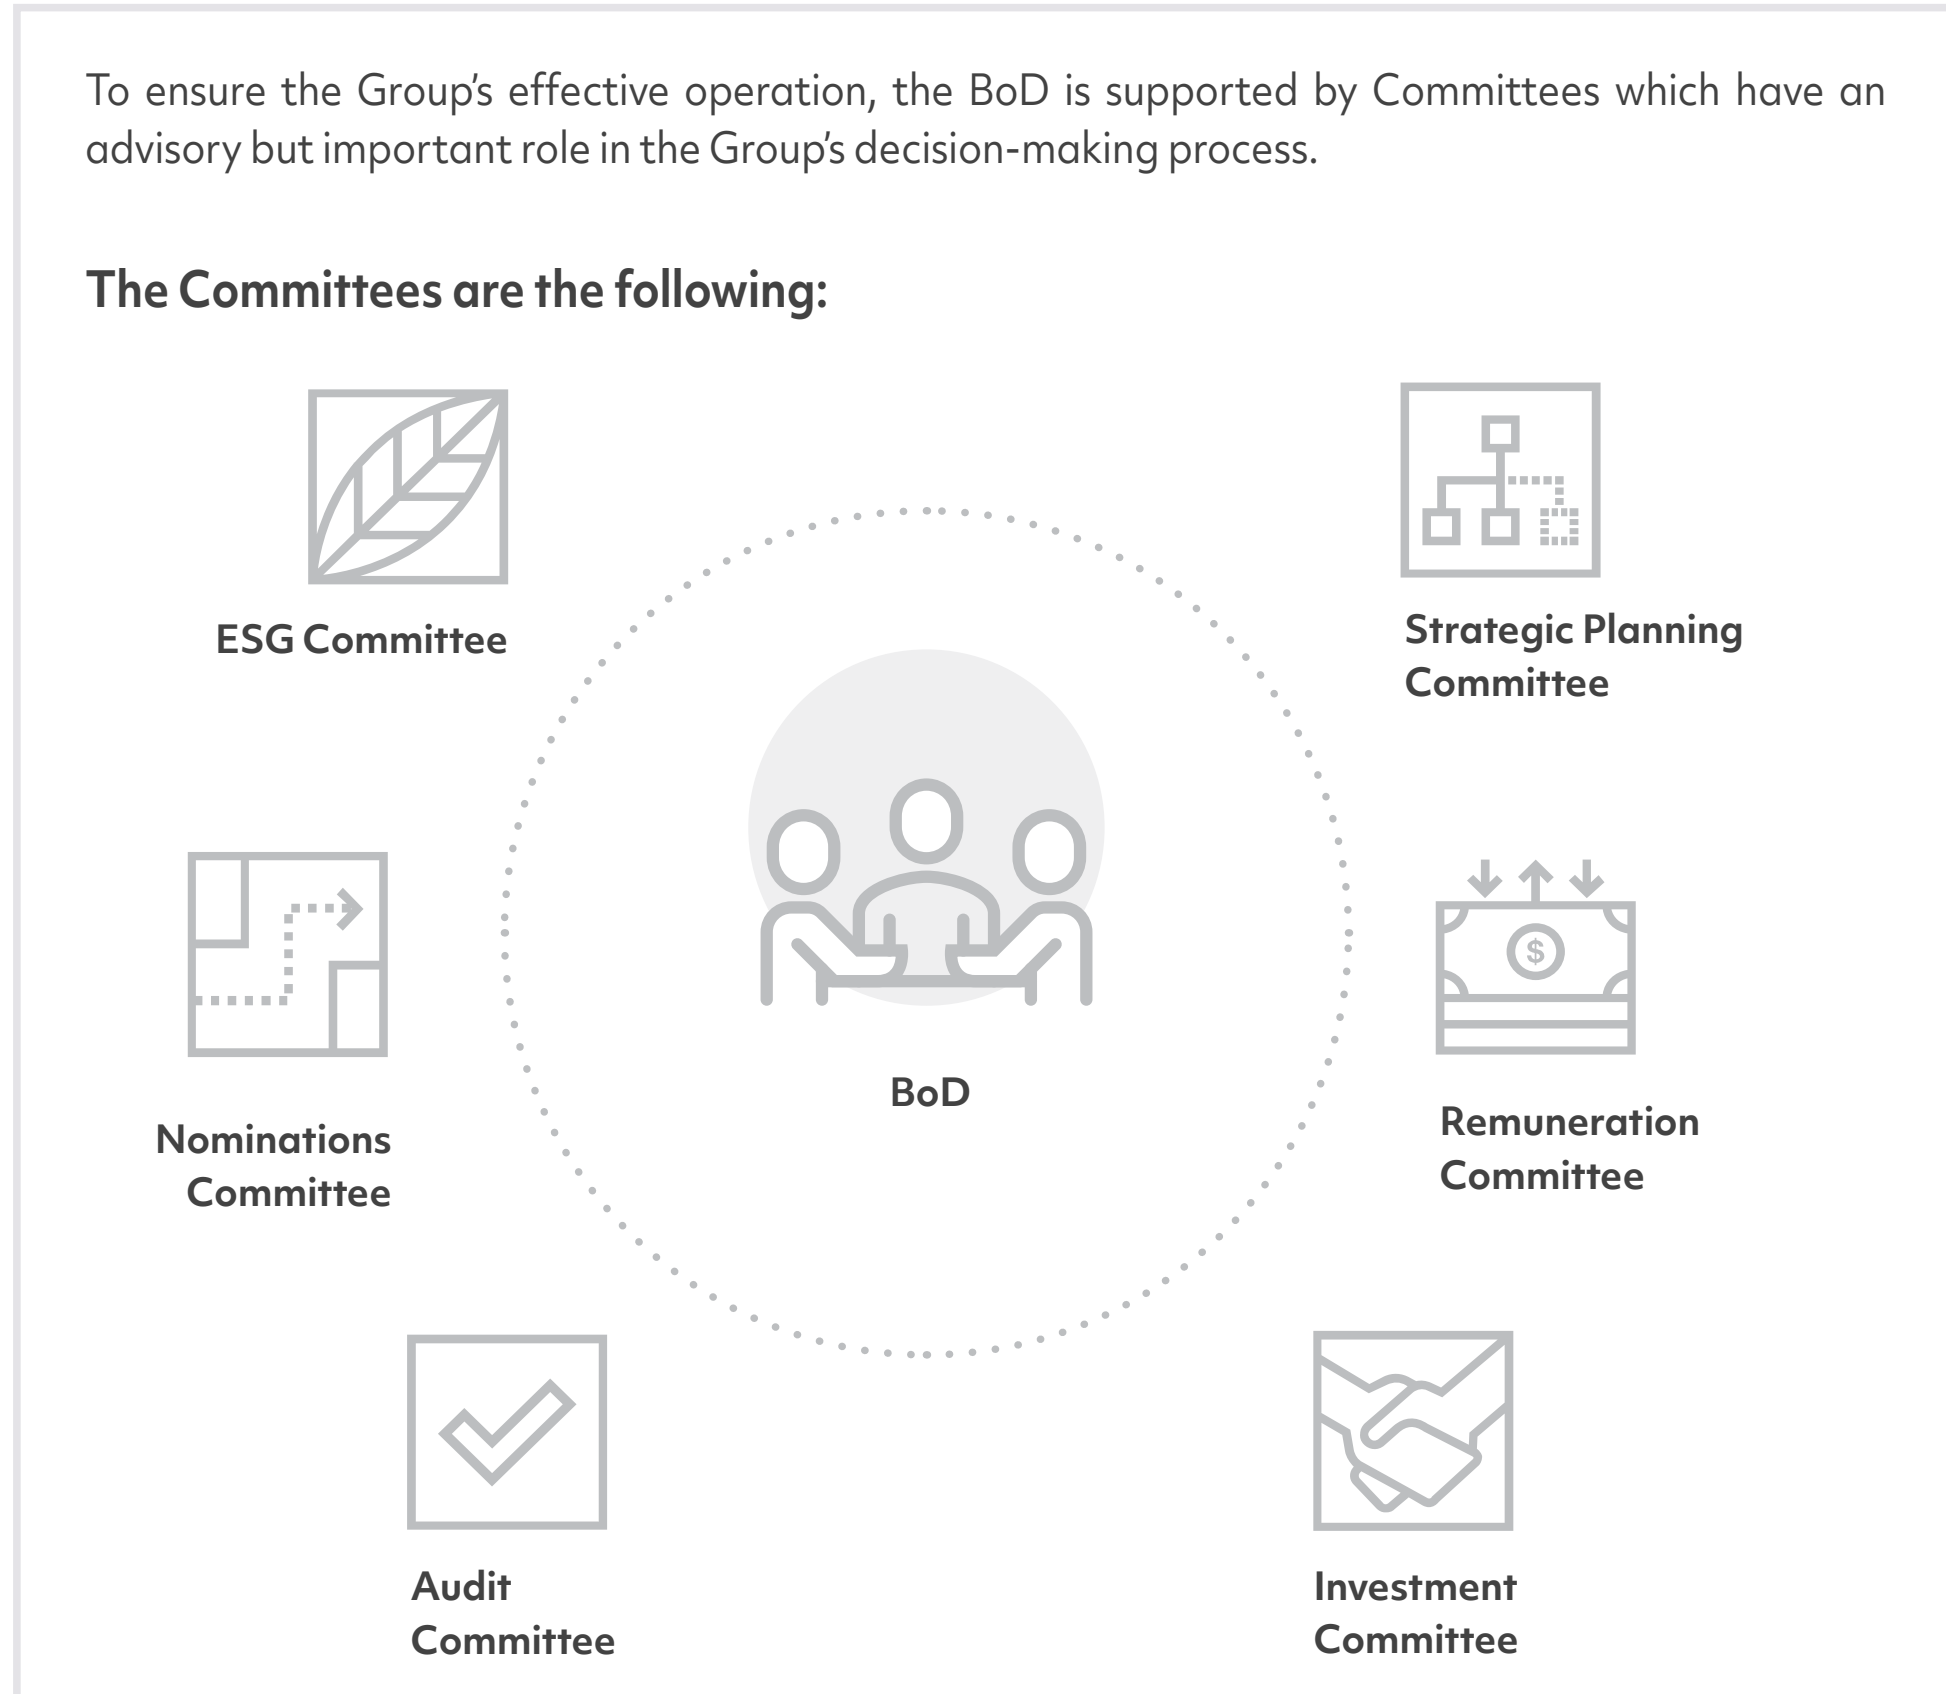 To ensure the Group's effective operation, the BoD is supported by Committees which have an
advisory but important role in the Group's decision-making process.
The Committees are the following:
ESG Committee
Strategic Planning
Committee
BoD
Nominations
Committee
$
Remuneration
Committee
Audit
Committee
Investment
Committee